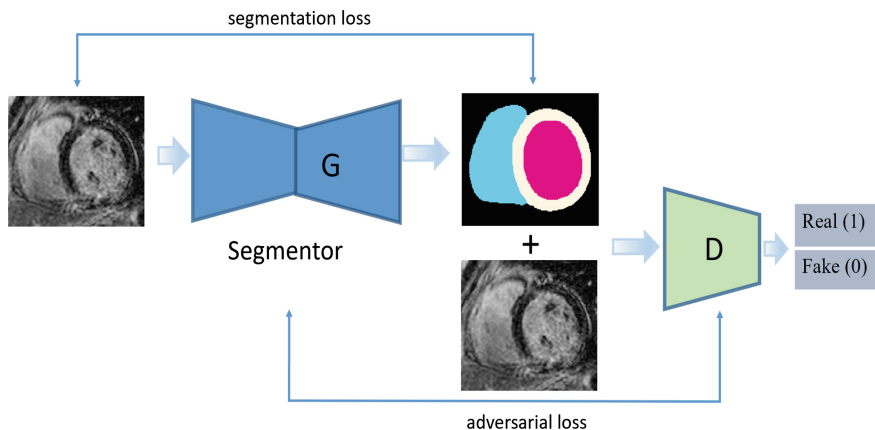 segmentation loss
G
Segmentor
+
D
Real (1)
Fake (0)
adversarial loss